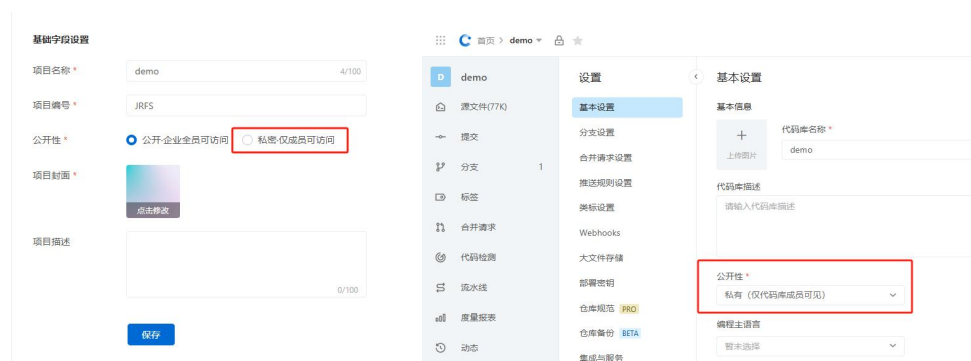 基础字段设置
项目名称 *
demo
4/100
项目编号 *
JRFS
公开性 *
公开-企业全员可访问
私密-仅成员可访问
项目封面 *
点击修改
项目描述
0/100
保存
首页 > demo
D demo
源文件(77K)
提交
分支 1
标签
合并请求
代码检测
流水线
度量报表
动态
设置
基本设置
分支设置
合并请求设置
推送规则设置
类标设置
Webhooks
大文件存储
部署密钥
仓库规范 PRO
仓库备份 BETA
集成与服务
基本设置
基本信息
上传图片
代码库名称 *
demo
代码库描述
请输入代码库描述
公开性 *
私有（仅代码库成员可见）
编程主语言
暂未选择